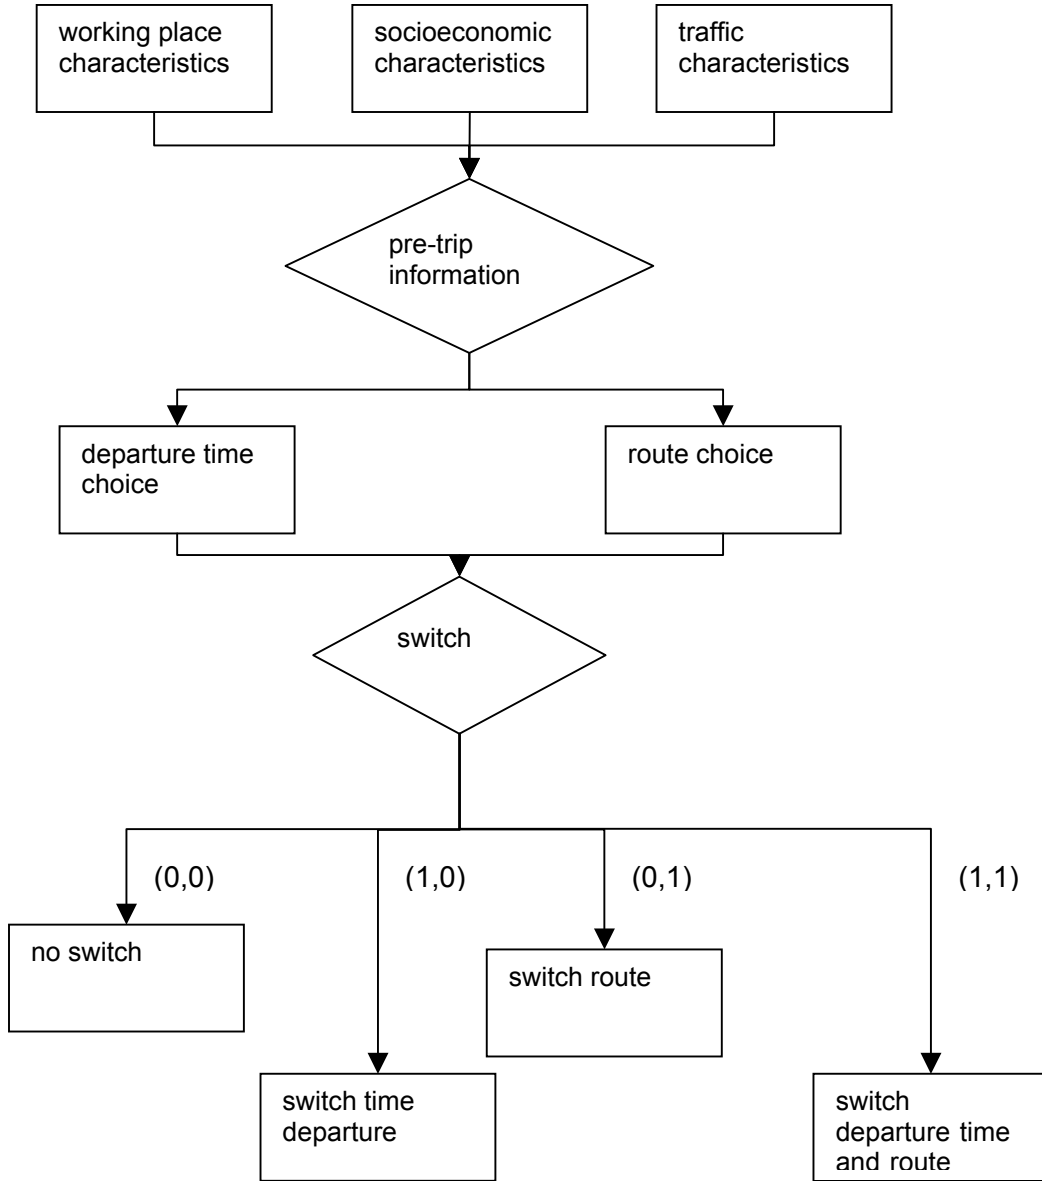 working place
characteristics
socioeconomic
characteristics
traffic
characteristics
pre-trip
information
departure time
choice
route choice
switch
(0,0)
(1,0)
(0,1)
(1,1)
no switch
switch route
switch time
departure
switch
departure time
and route